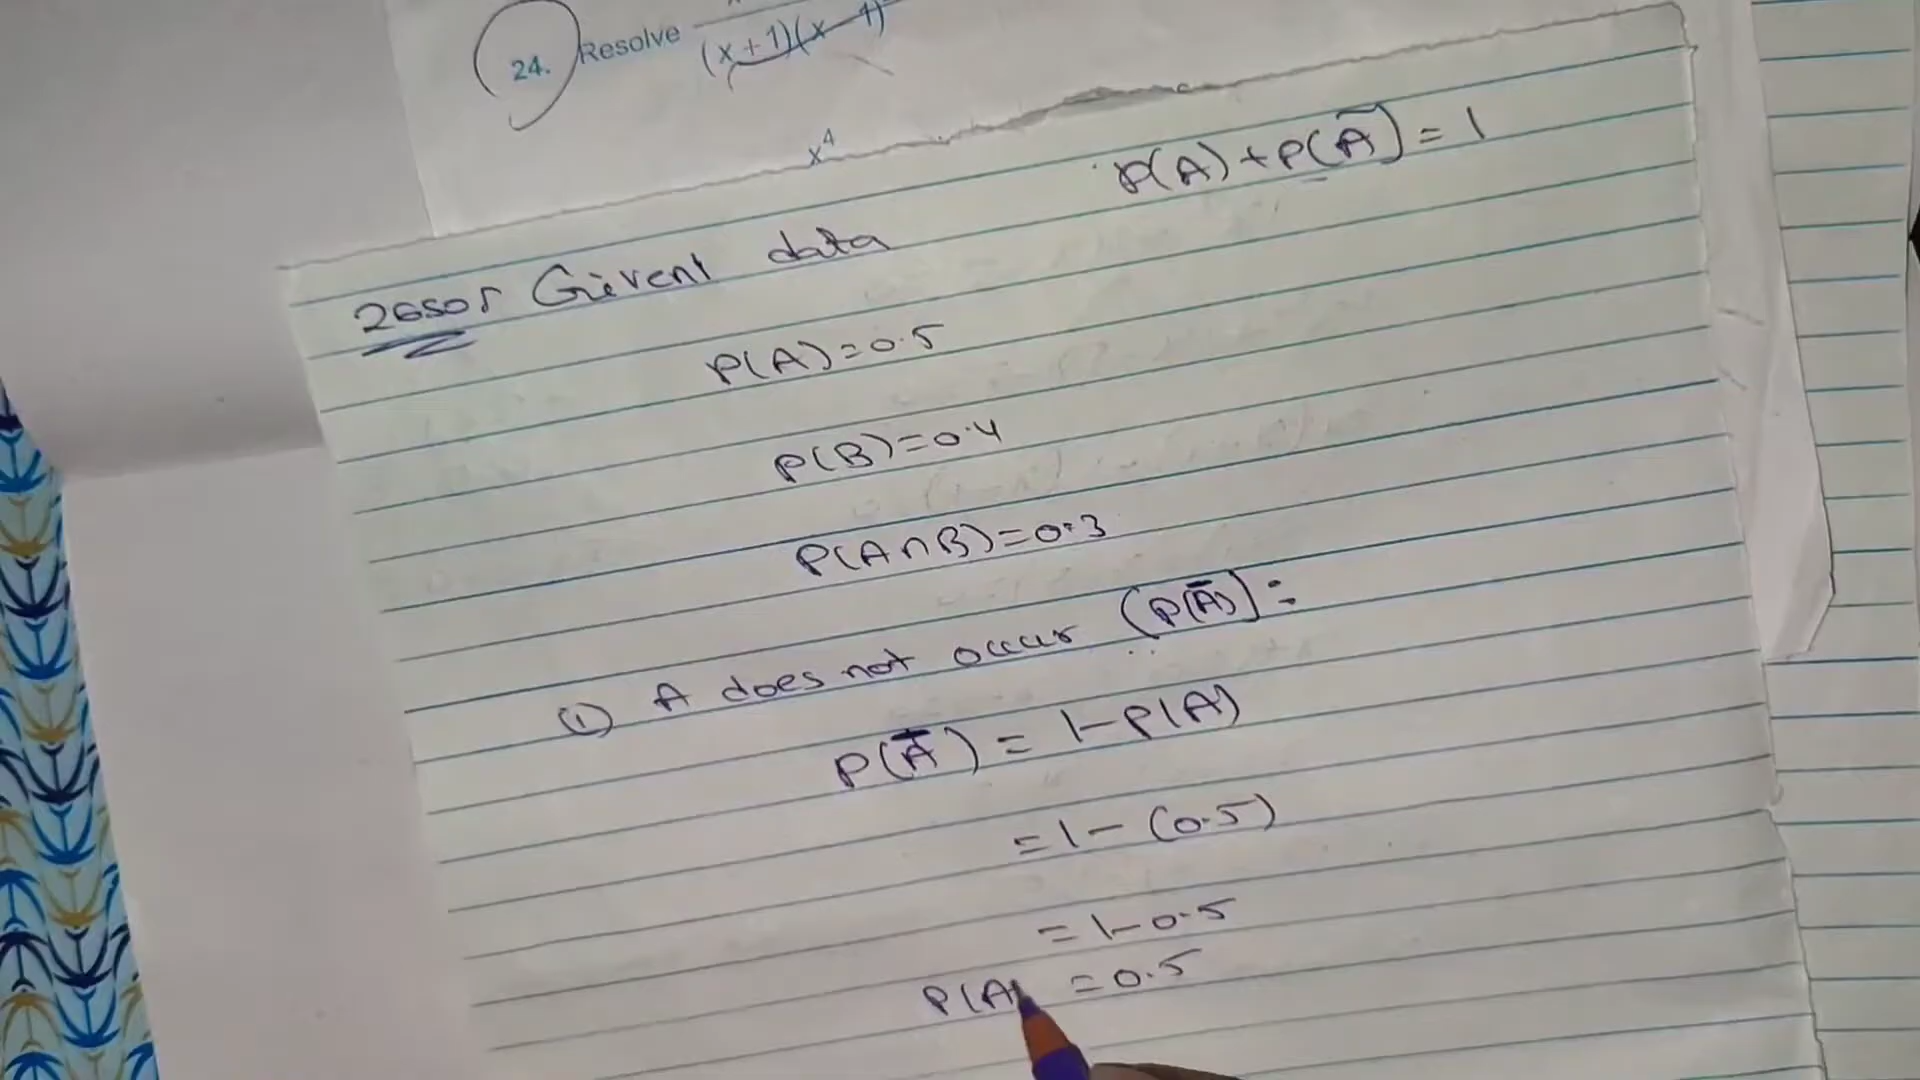 24. Resolve
(x+1)(x-1)
x⁴
P(A)+P(Ā)=1
26sol Given data
P(A)=0.5
P(B)=0.4
P(A∩B)=0.3
(i) A does not occur (P(Ā)]:
P(Ā) = 1-P(A)
=1-(0.5)
=1-0.5
P(A =0.5